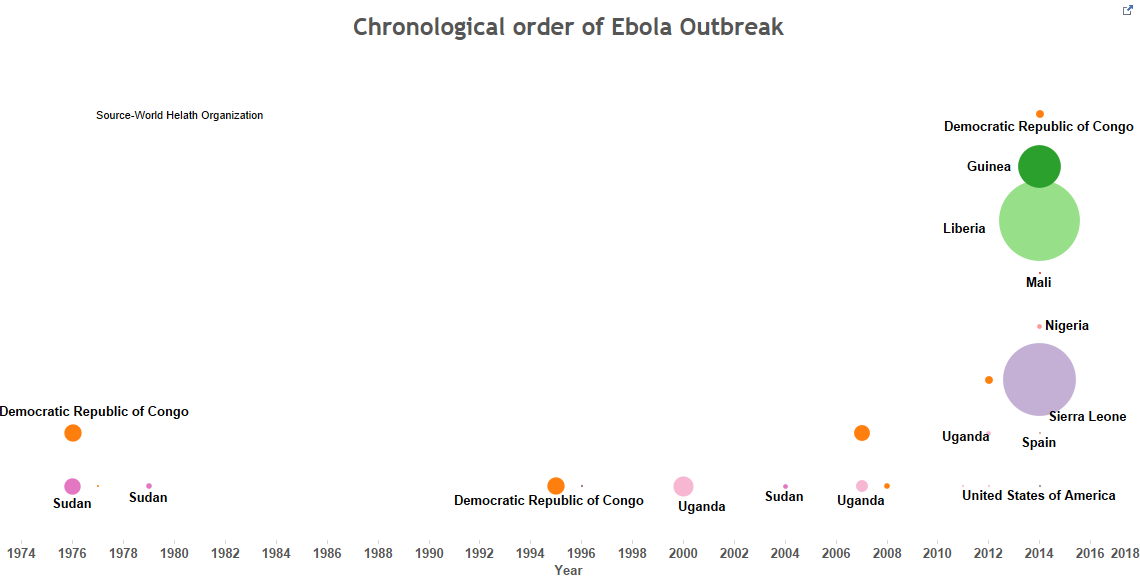 Chronological order of Ebola Outbreak
Source-World Helath Organization
Democratic Republic of Congo
Guinea
Liberia
Mali
Nigeria
Democratic Republic of Congo
Sierra Leone
Uganda
Spain
Sudan
Sudan
Democratic Republic of Congo
Uganda
Sudan
Uganda
United States of America
1974 1976 1978 1980 1982 1984 1986 1988 1990 1992 1994 1996 1998 2000 2002 2004 2006 2008 2010 2012 2014 2016 2018
Year